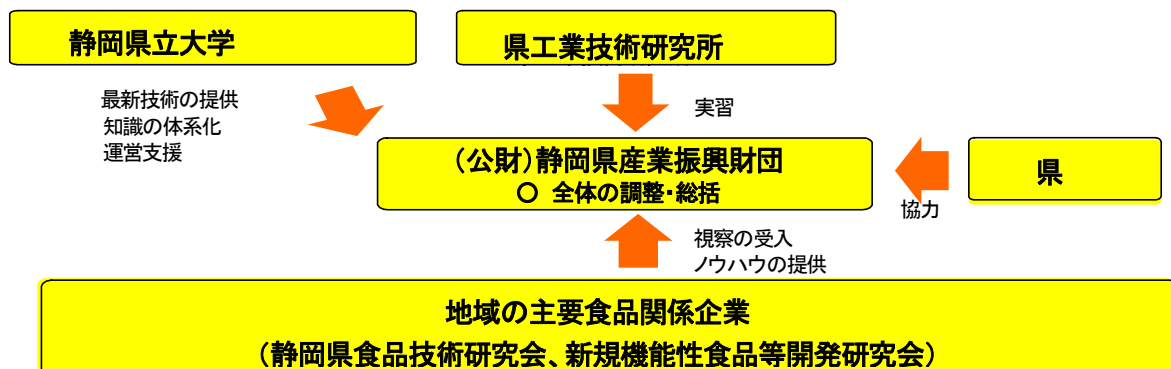 静岡県立大学
県工業技術研究所
最新技術の提供
知識の体系化
運営支援
実習
(公財)静岡県産業振興財団
○ 全体の調整・総括
県
協力
視察の受入
ノウハウの提供
地域の主要食品関係企業
(静岡県食品技術研究会、新規機能性食品等開発研究会)